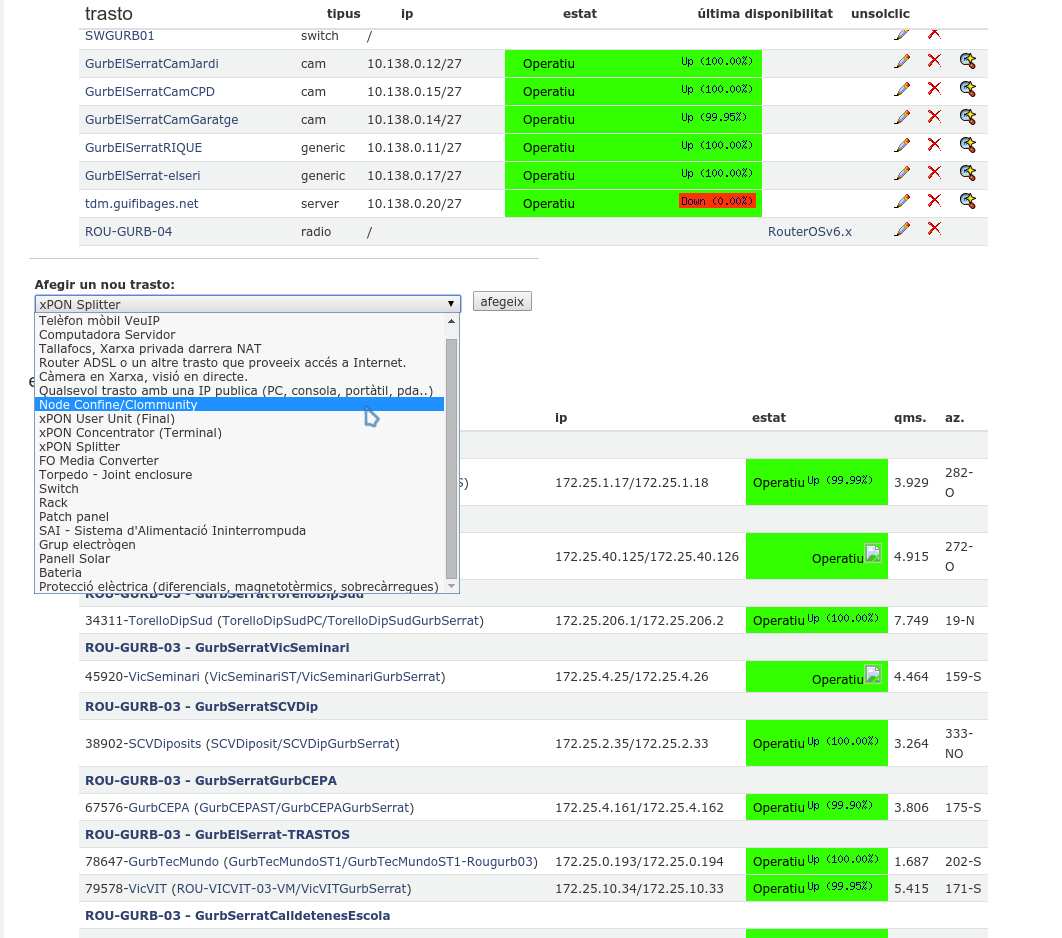 trasto tipus ip estat última disponibilitat unsolclic
SWGURB01 switch /
GurbElSerratCamJardi cam 10.138.0.12/27 Operatiu Up (100.00%)
GurbElSerratCamCPD cam 10.138.0.15/27 Operatiu Up (100.00%)
GurbElSerratCamGaratge cam 10.138.0.14/27 Operatiu Up (99.95%)
GurbElSerratRIQUE generic 10.138.0.11/27 Operatiu Up (100.00%)
GurbElSerrat-elseri generic 10.138.0.17/27 Operatiu Up (100.00%)
tdm.guifibages.net server 10.138.0.20/27 Operatiu Down (0.00%)
ROU-GURB-04 radio / RouterOSv6.x
Afegir un nou trasto:
xPON Splitter afegeix
Telèfon mòbil VeuIP
Computadora Servidor
Tallafocs, Xarxa privada darrera NAT
Router ADSL o un altre trasto que proveeix accés a Internet.
Càmera en Xarxa, visió en directe.
Qualsevol trasto amb una IP publica (PC, consola, portàtil, pda..)
Node Confine/Clommunity
xPON User Unit (Final)
xPON Concentrator (Terminal)
xPON Splitter
FO Media Converter
Torpedo - Joint enclosure
Switch
Rack
Patch panel
SAI - Sistema d'Alimentació Ininterrompuda
Grup electrògen
Panell Solar
Bateria
Protecció elèctrica (diferencials, magnetotèrmics, sobrecàrregues)
ip estat qms. az.
S) 172.25.1.17/172.25.1.18 Operatiu Up (99.99%) 3.929 282-
O
172.25.40.125/172.25.40.126 Operatiu 4.915 272-
O
ROU-GURB-03 - GurbSerratTorelloDipSud
34311-TorelloDipSud (TorelloDipSudPC/TorelloDipSudGurbSerrat) 172.25.206.1/172.25.206.2 Operatiu Up (100.00%) 7.749 19-N
ROU-GURB-03 - GurbSerratVicSeminari
45920-VicSeminari (VicSeminariST/VicSeminariGurbSerrat) 172.25.4.25/172.25.4.26 Operatiu 4.464 159-S
ROU-GURB-03 - GurbSerratSCVDip
38902-SCVDiposits (SCVDiposit/SCVDipGurbSerrat) 172.25.2.35/172.25.2.33 Operatiu Up (100.00%) 3.264 333-
NO
ROU-GURB-03 - GurbSerratGurbCEPA
67576-GurbCEPA (GurbCEPAST/GurbCEPAGurbSerrat) 172.25.4.161/172.25.4.162 Operatiu Up (99.90%) 3.806 175-S
ROU-GURB-03 - GurbElSerrat-TRASTOS
78647-GurbTecMundo (GurbTecMundoST1/GurbTecMundoST1-Rougurb03) 172.25.0.193/172.25.0.194 Operatiu Up (100.00%) 1.687 202-S
79578-VicVIT (ROU-VICVIT-03-VM/VicVITGurbSerrat) 172.25.10.34/172.25.10.33 Operatiu Up (99.95%) 5.415 171-S
ROU-GURB-03 - GurbSerratCalldetenesEscola